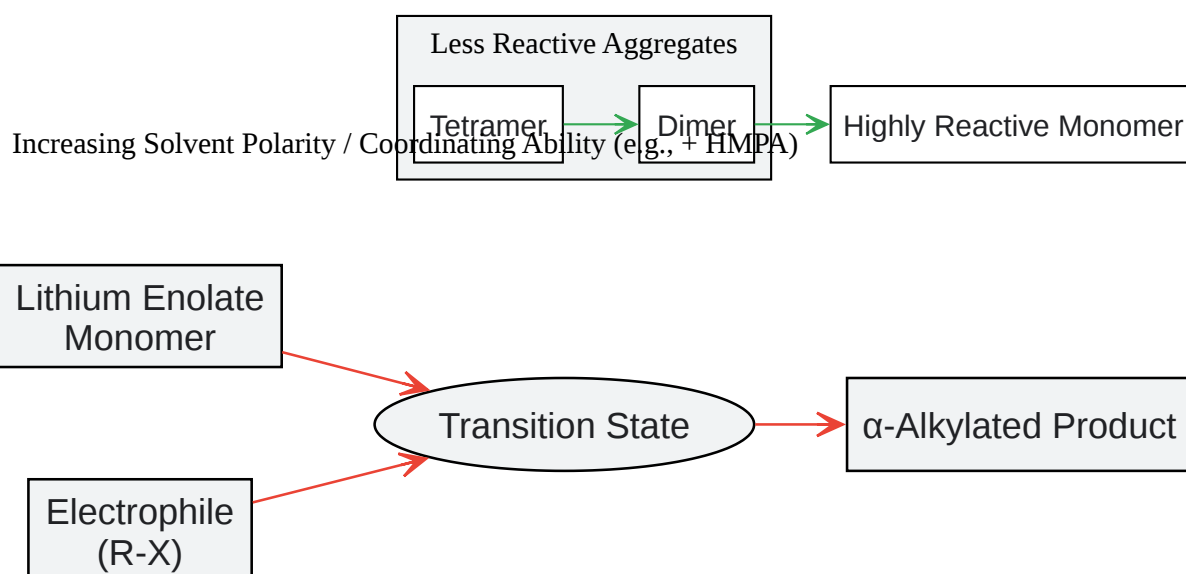 Less Reactive Aggregates
Tetramer
Dimer
Highly Reactive Monomer
Increasing Solvent Polarity / Coordinating Ability (e.g., + HMPA)
Lithium Enolate
Monomer
Transition State
α-Alkylated Product
Electrophile
(R-X)